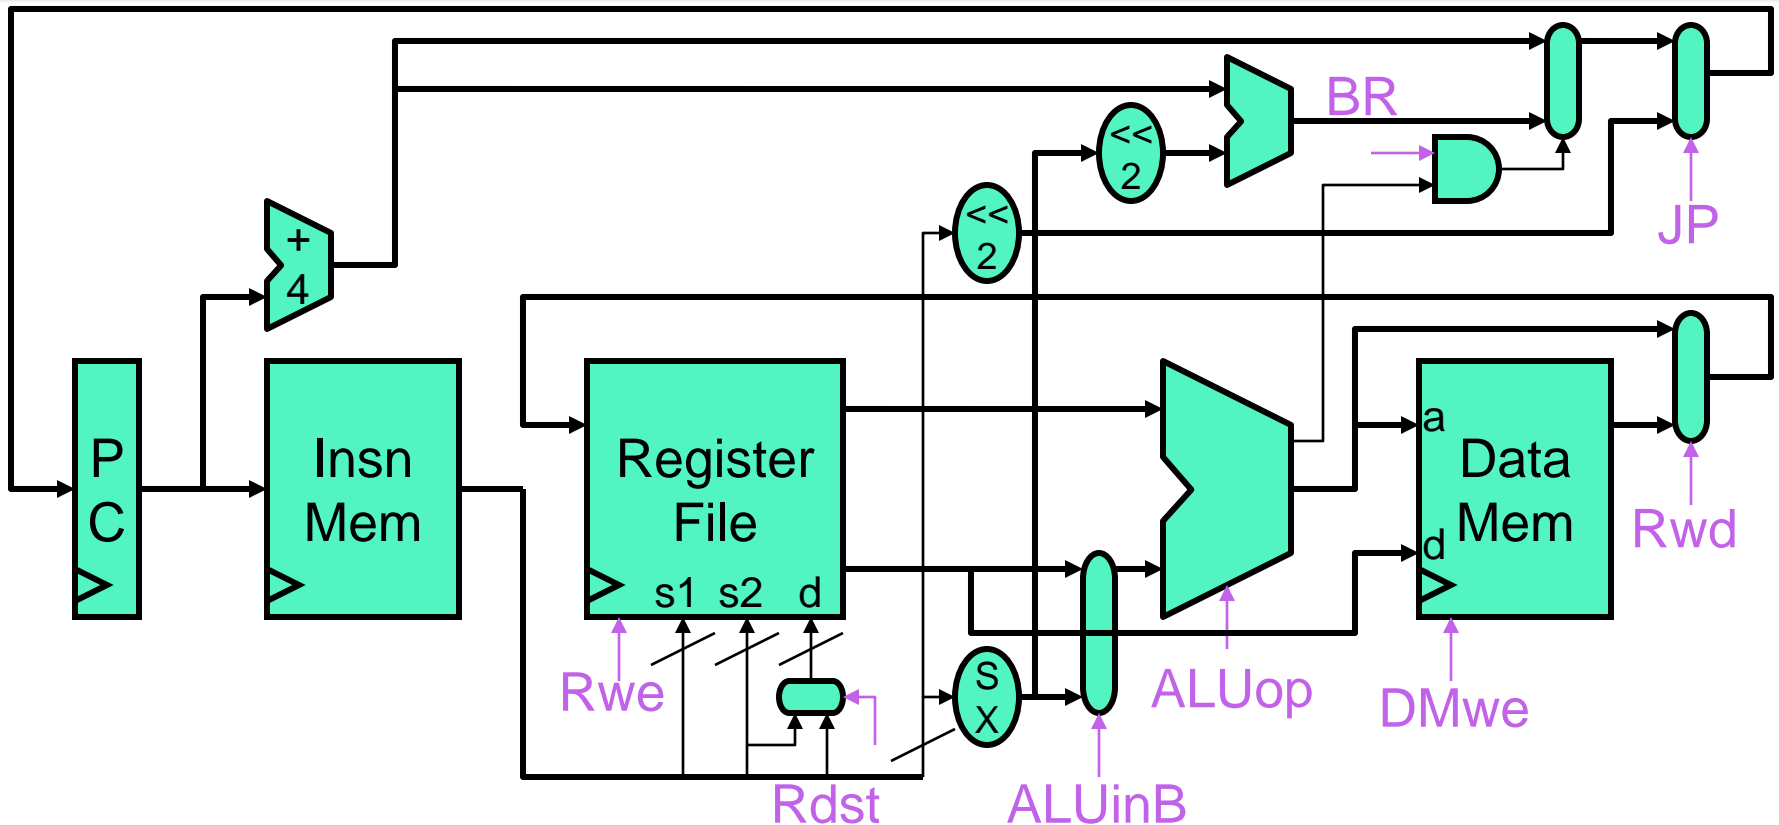 <<
2
BR
<<
2
JP
+
4
P
C
Insn
Mem
Register
File
s1 s2 d
a
d
Data
Mem
Rwd
Rwe
S
X
ALUop
DMwe
Rdst
ALUinB